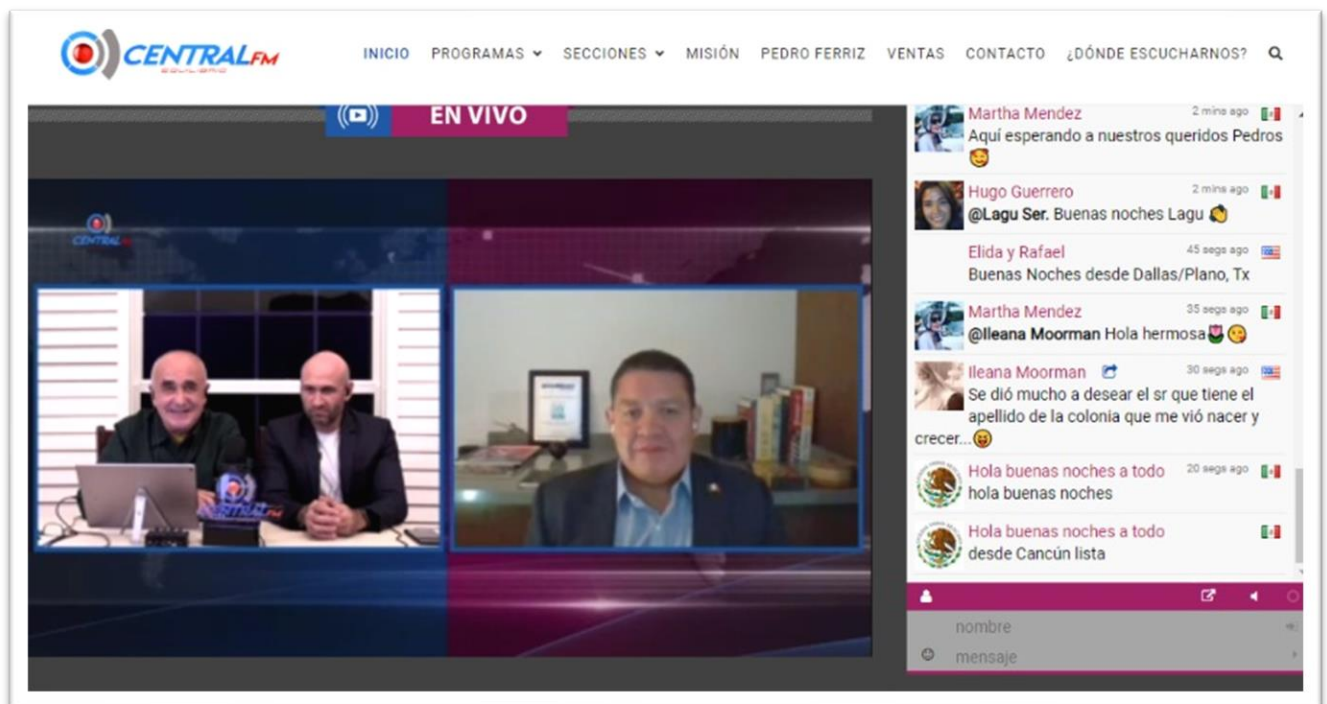 CENTRALFM
INICIO PROGRAMAS SECCIONES MISIÓN PEDRO FERRIZ VENTAS CONTACTO ¿DÓNDE ESCUCHARNOS?
EN VIVO
CENTRAL
CENTRALFM
Martha Mendez 2 mins ago
Aquí esperando a nuestros queridos Pedros
🥰
Hugo Guerrero 2 mins ago
@Lagu Ser. Buenas noches Lagu 👏
Elida y Rafael 45 segs ago
Buenas Noches desde Dallas/Plano, Tx
Martha Mendez 35 segs ago
@Ileana Moorman Hola hermosa🌷😘
Ileana Moorman 30 segs ago
Se dió mucho a desear el sr que tiene el
apellido de la colonia que me vió nacer y
crecer...😝
Hola buenas noches a todo 20 segs ago
hola buenas noches
Hola buenas noches a todo
desde Cancún lista
nombre
mensaje